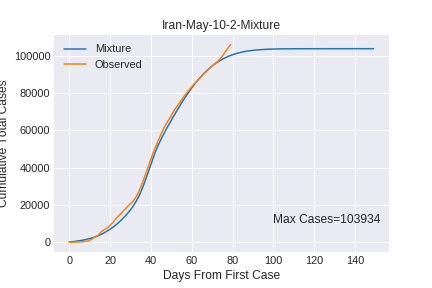 Iran-May-10-2-Mixture
Mixture
Observed
100000
80000
60000
40000
20000
0
Cumulative Total Cases
Max Cases=103934
0 20 40 60 80 100 120 140
Days From First Case